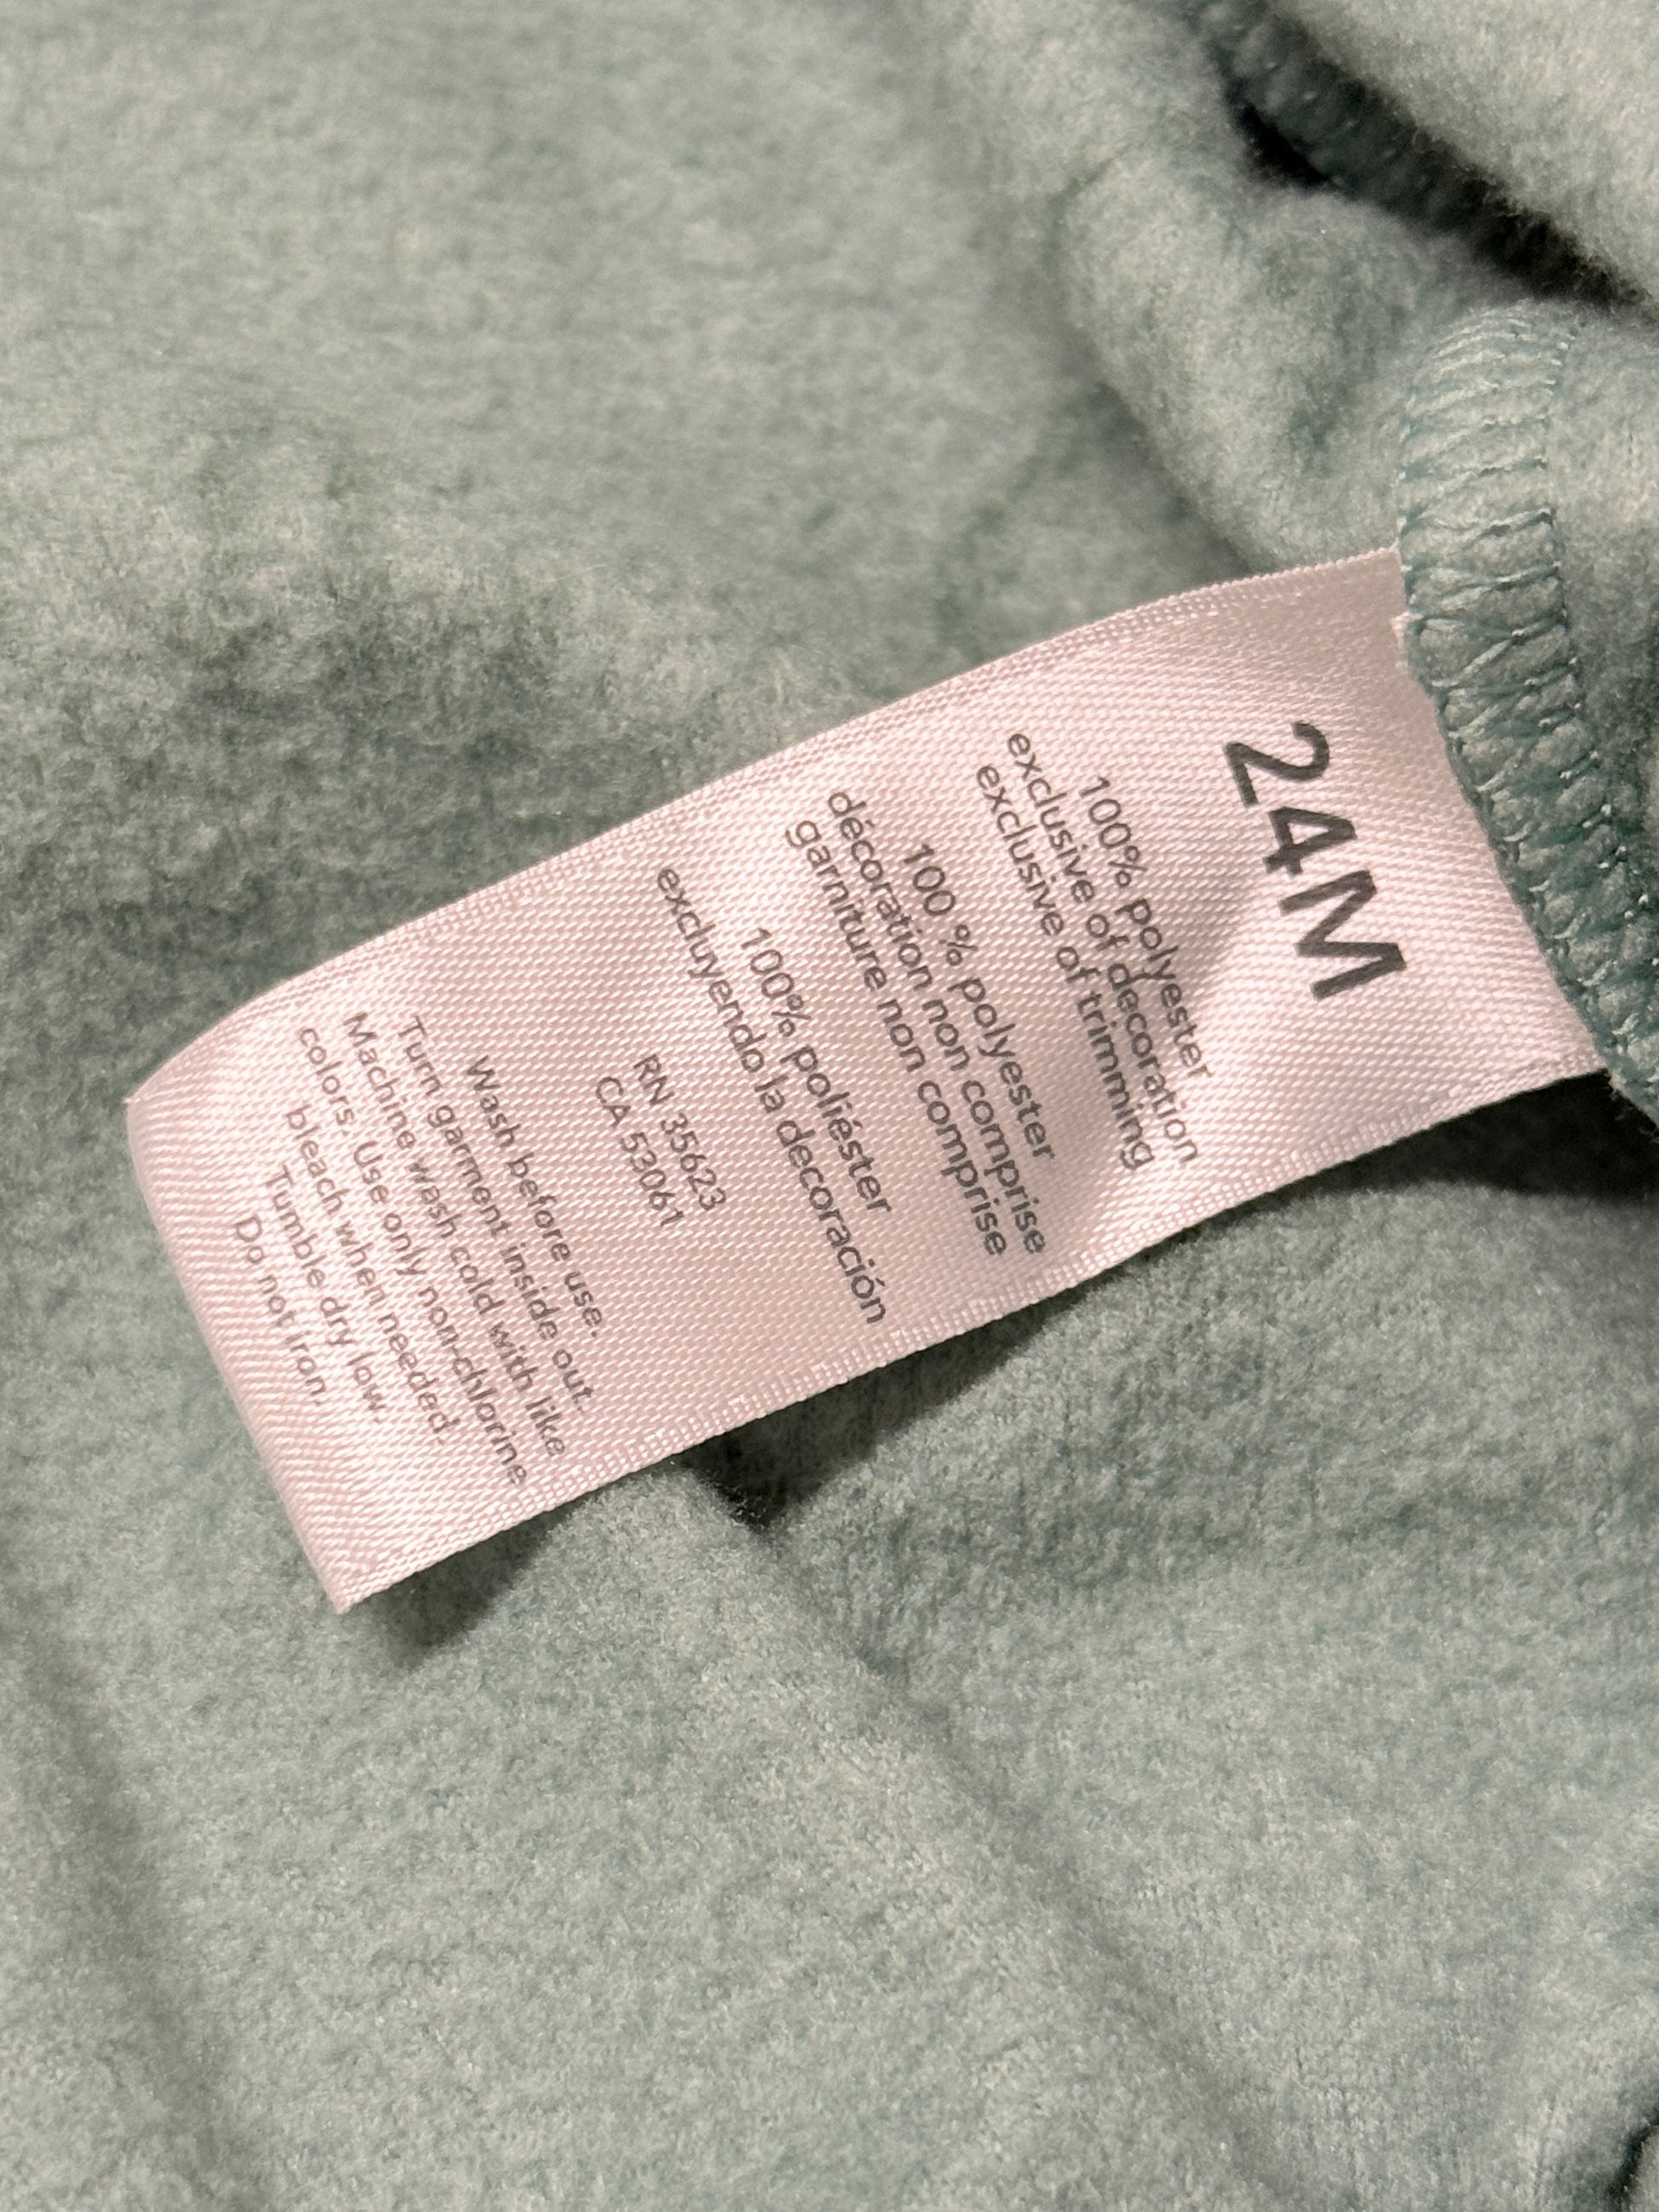 24M
100% polyester
exclusive of decoration
exclusive of trimming
100 % polyester
décoration non comprise
garniture non comprise
100% poliéster
excluyendo la decoración
RN 35623
CA 53061
Wash before use.
Turn garment inside out.
Machine wash cold with like
colors. Use only non-chlorine
bleach when needed.
Tumble dry low.
Do not iron.